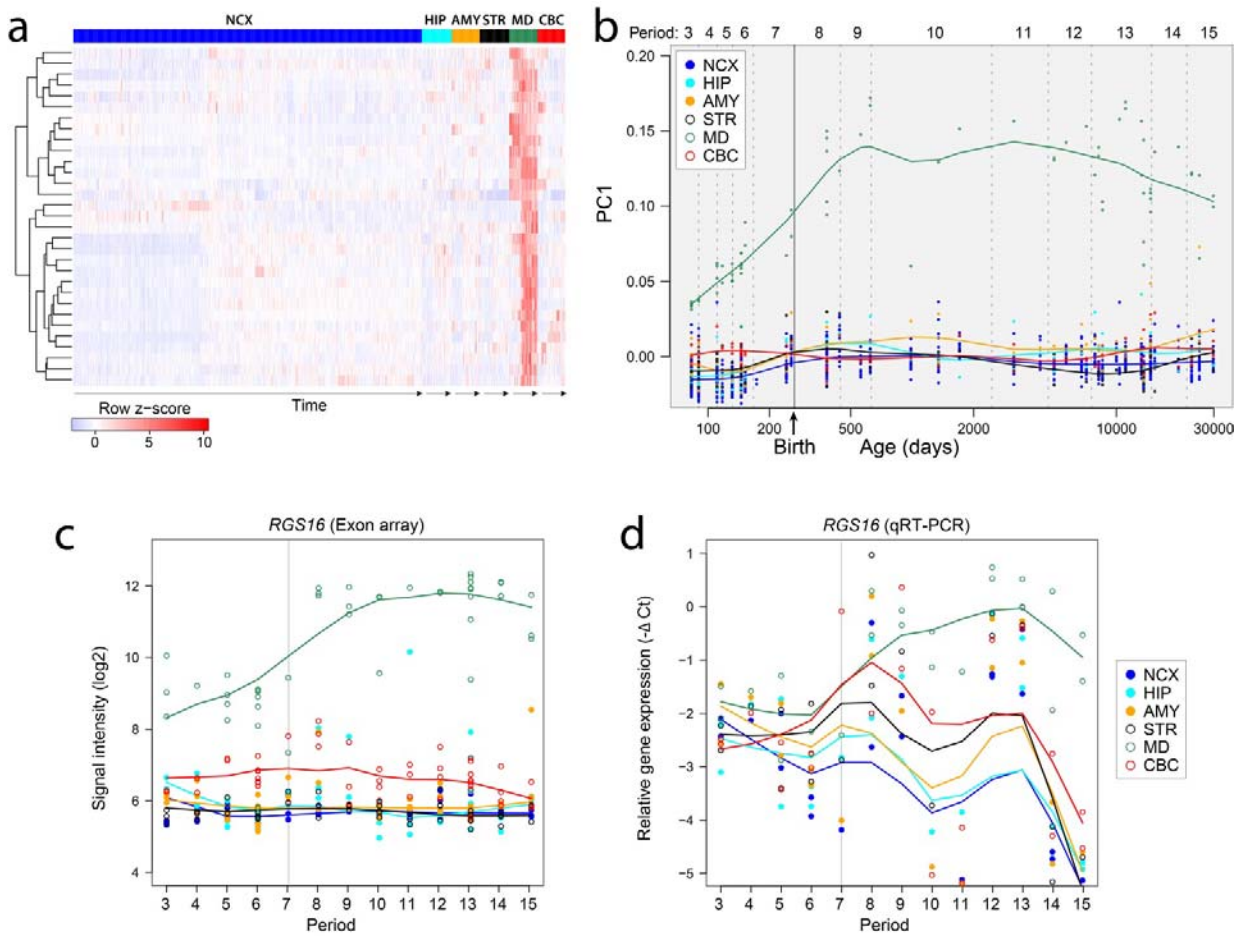 a
NCX HIP AMY STR MD CBC
Time
Row z-score
0 5 10
b
Period: 3 4 5 6 7 8 9 10 11 12 13 14 15
0.20
0.15
0.10
0.05
0.00
PC1
NCX
HIP
AMY
STR
MD
CBC
100 200 500 2000 10000 30000
Birth Age (days)
c
RGS16 (Exon array)
Signal intensity (log2)
12
10
8
6
4
3 4 5 6 7 8 9 10 11 12 13 14 15
Period
d
RGS16 (qRT-PCR)
Relative gene expression (-Δ Ct)
1
0
−1
−2
−3
−4
−5
3 4 5 6 7 8 9 10 11 12 13 14 15
Period
NCX
HIP
AMY
STR
MD
CBC